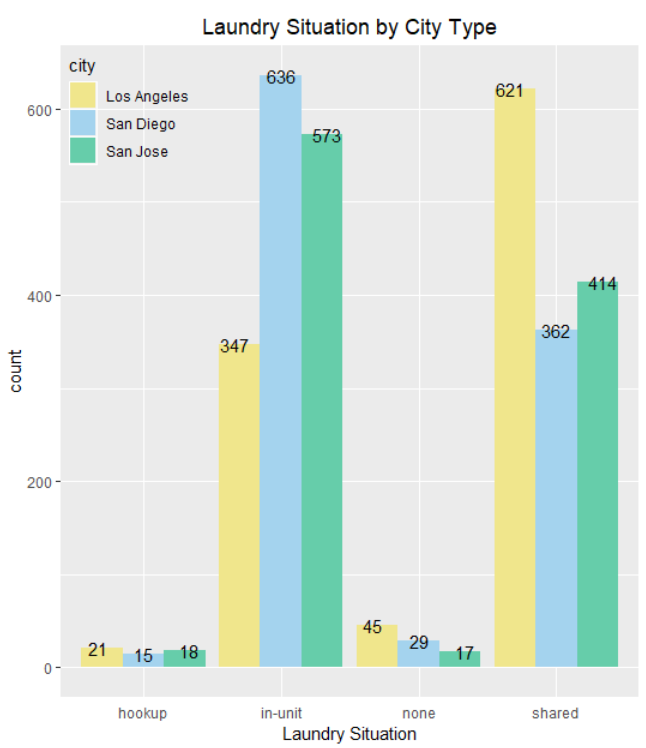 Laundry Situation by City Type
city
Los Angeles
San Diego
San Jose
600
400
200
0
count
21
15
18
347
636
573
45
29
17
621
362
414
hookup
in-unit
none
shared
Laundry Situation